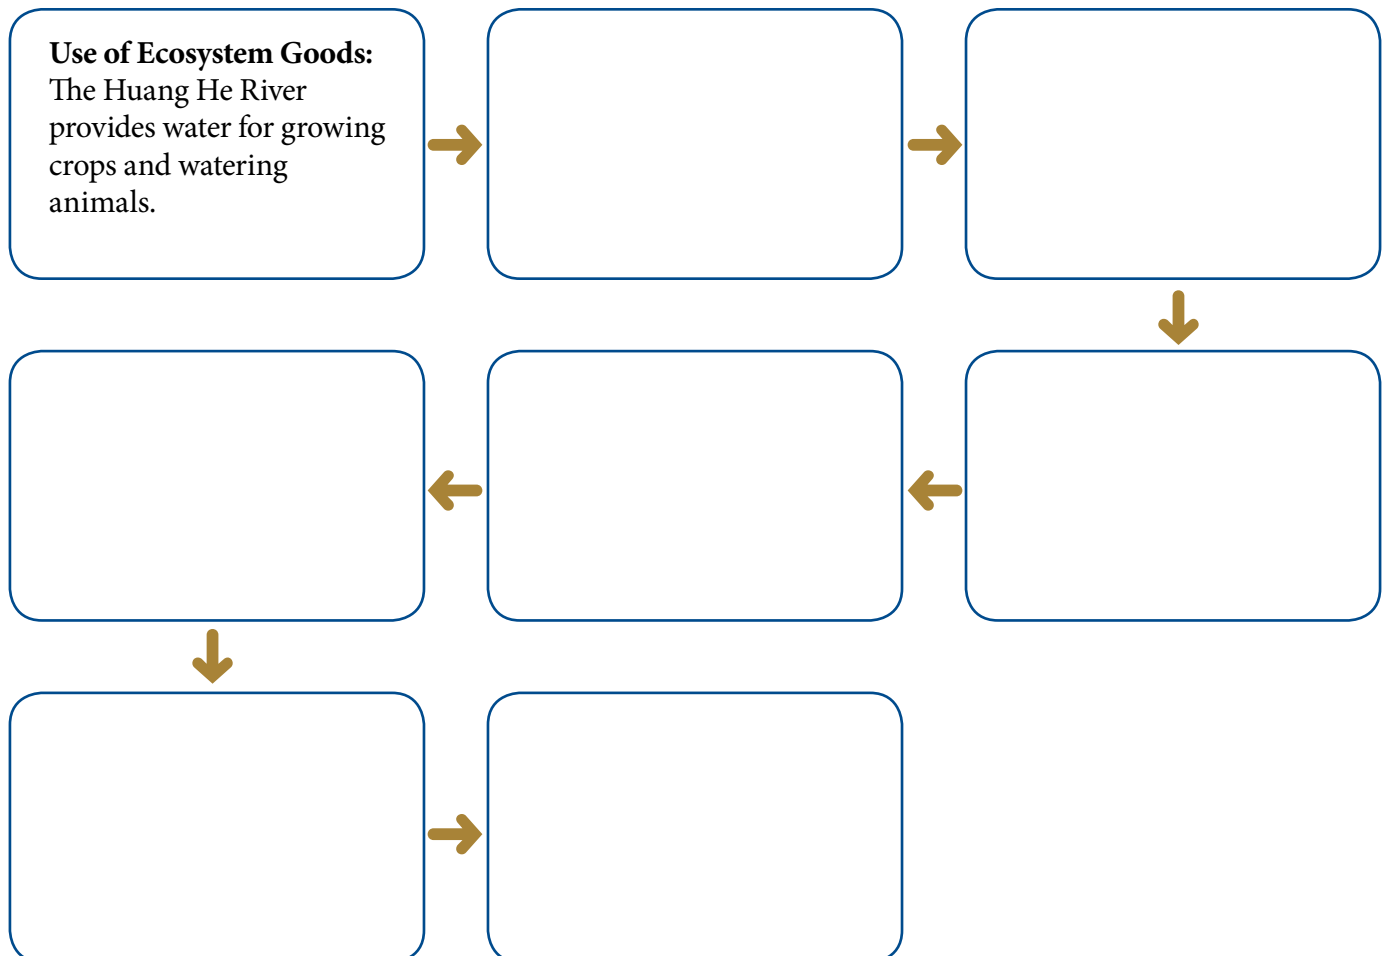 Use of Ecosystem Goods:
The Huang He River
provides water for growing
crops and watering
animals.